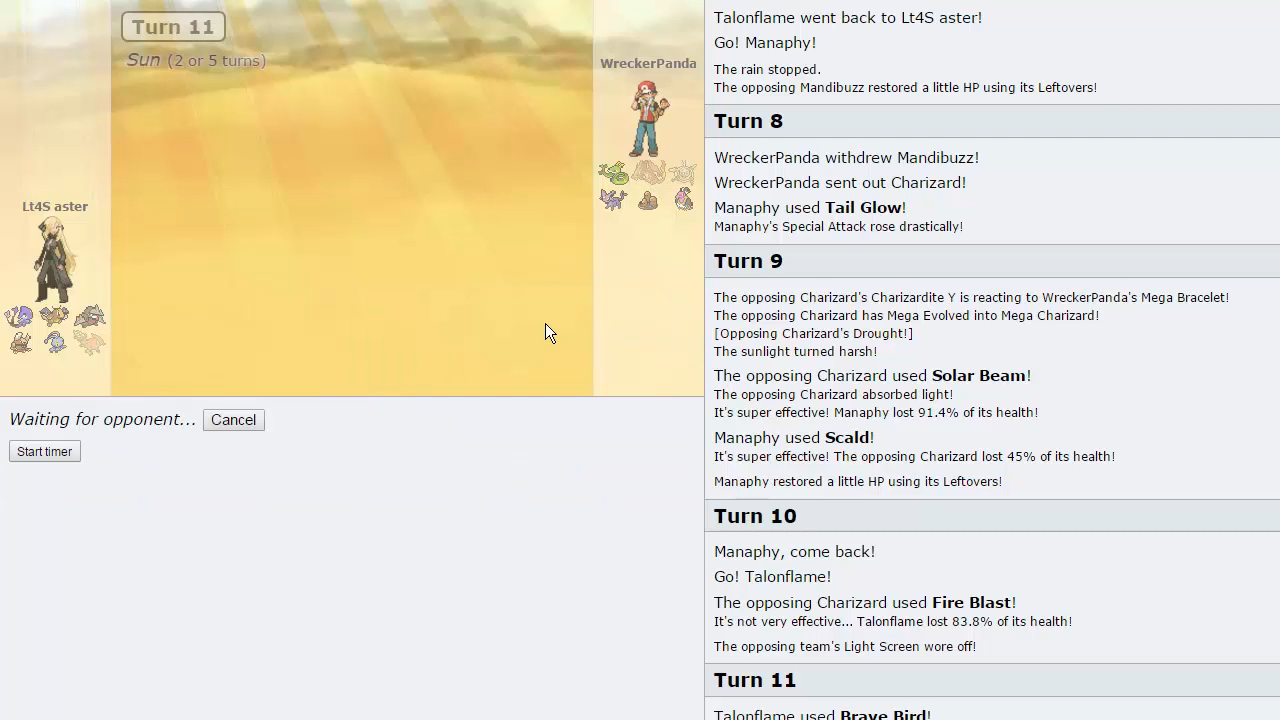 Turn 11
Sun (2 or 5 turns)
WreckerPanda
Lt4S aster
Waiting for opponent... Cancel
Start timer
Talonflame went back to Lt4S aster!
Go! Manaphy!
The rain stopped.
The opposing Mandibuzz restored a little HP using its Leftovers!
Turn 8
WreckerPanda withdrew Mandibuzz!
WreckerPanda sent out Charizard!
Manaphy used Tail Glow!
Manaphy's Special Attack rose drastically!
Turn 9
The opposing Charizard's Charizardite Y is reacting to WreckerPanda's Mega Bracelet!
The opposing Charizard has Mega Evolved into Mega Charizard!
[Opposing Charizard's Drought!]
The sunlight turned harsh!
The opposing Charizard used Solar Beam!
The opposing Charizard absorbed light!
It's super effective! Manaphy lost 91.4% of its health!
Manaphy used Scald!
It's super effective! The opposing Charizard lost 45% of its health!
Manaphy restored a little HP using its Leftovers!
Turn 10
Manaphy, come back!
Go! Talonflame!
The opposing Charizard used Fire Blast!
It's not very effective... Talonflame lost 83.8% of its health!
The opposing team's Light Screen wore off!
Turn 11
Talonflame used Brave Bird!